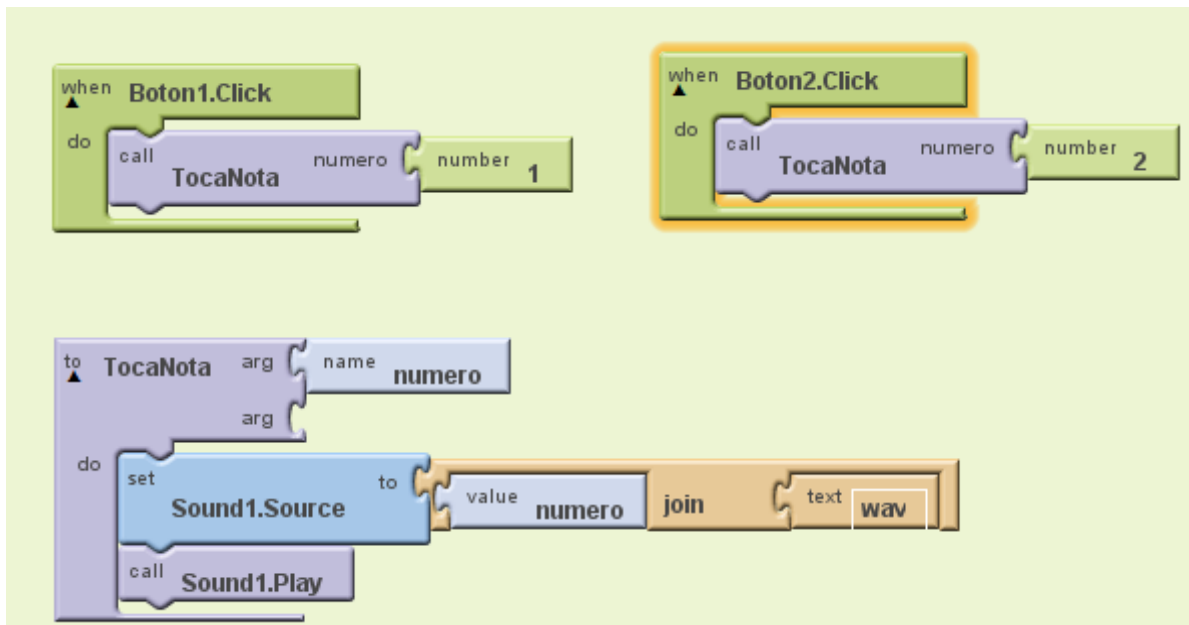 when Boton1.Click
do call TocaNota numero number 1
when Boton2.Click
do call TocaNota numero number 2
to TocaNota arg name numero
arg
do set Sound1.Source to value numero join text wav
call Sound1.Play